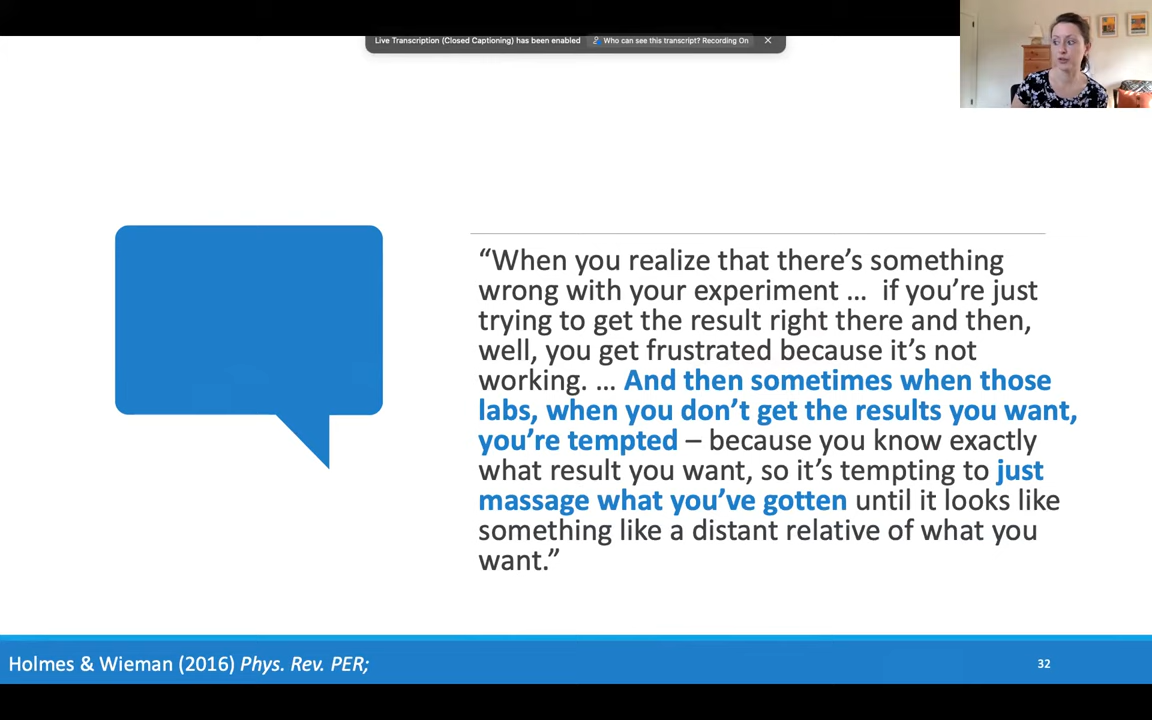 Live Transcription (Closed Captioning) has been enabled Who can see this transcript? Recording On
“When you realize that there’s something
wrong with your experiment … if you’re just
trying to get the result right there and then,
well, you get frustrated because it’s not
working. … And then sometimes when those
labs, when you don’t get the results you want,
you’re tempted – because you know exactly
what result you want, so it’s tempting to just
massage what you’ve gotten until it looks like
something like a distant relative of what you
want.”
Holmes & Wieman (2016) Phys. Rev. PER;
32